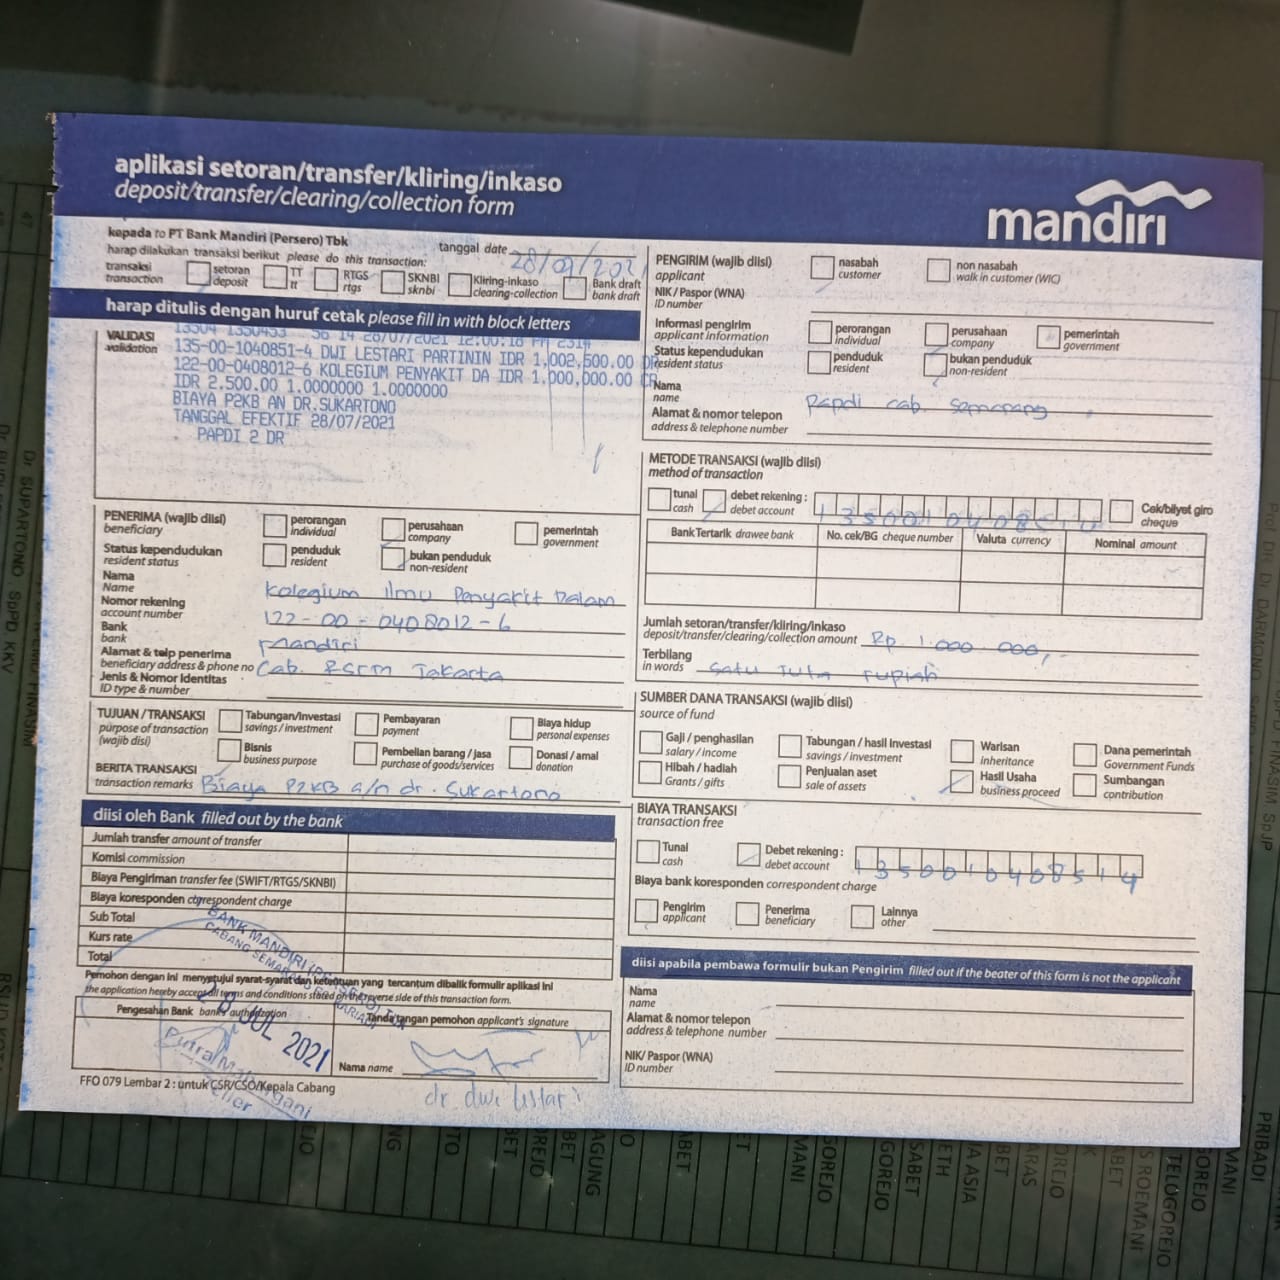 aplikasi setoran/transfer/kliring/inkaso
deposit/transfer/clearing/collection form
mandiri
kepada to PT Bank Mandiri (Persero) Tbk
tanggal date 28/07/2021
harap dilakukan transaksi berikut please do this transaction:
transaksi
transaction
setoran
deposit
TT
tt
RTGS
rtgs
SKNBI
sknbi
Kliring-inkaso
clearing-collection
Bank draft
bank draft
harap ditulis dengan huruf cetak please fill in with block letters
VALIDASI
validation
28/07/2021 12:00:18 PM 2314
135-00-1040851-4 DWI LESTARI PARTININ IDR 1,002,500.00 DR
122-00-0408012-6 KOLEGIUM PENYAKIT DA IDR 1,000,000.00 CR
IDR 2.500.00 1.0000000 1.0000000
BIAYA P2KB AN DR.SUKARTONO
TANGGAL EFEKTIF 28/07/2021
PAPDI 2 DR
PENERIMA (wajib diisi)
beneficiary
perorangan
individual
perusahaan
company
pemerintah
government
Status kependudukan
resident status
penduduk
resident
bukan penduduk
non-resident
Nama
Name
Kolegium Ilmu Penyakit Dalam
Nomor rekening
account number
122-00-0408012-6
Bank
bank
Mandiri
Alamat & telp penerima
beneficiary address & phone no
Cab. RSCM Jakarta
Jenis & Nomor Identitas
ID type & number
TUJUAN / TRANSAKSI
purpose of transaction
(wajib disi)
Tabungan/Investasi
savings / investment
Pembayaran
payment
Biaya hidup
personal expenses
Bisnis
business purpose
Pembelian barang / jasa
purchase of goods/services
Donasi / amal
donation
BERITA TRANSAKSI
transaction remarks
Biaya P2KB a/n dr. Sukartono
diisi oleh Bank filled out by the bank
Jumlah transfer amount of transfer
Komisi commission
Biaya Pengiriman transfer fee (SWIFT/RTGS/SKNBI)
Biaya koresponden correspondent charge
Sub Total
Kurs rate
Total
Pemohon dengan ini menyetujui syarat-syarat dan ketentuan yang tercantum dibalik formulir aplikasi ini
the application hereby accept all terms and conditions stated on the reverse side of this transaction form.
Pengesahan Bank banks authorization
Tanda tangan pemohon applicant's signature
BANK MANDIRI (PERSERO)
CABANG SEMARANG
28 JUL 2021
Teller
Nama name
dr dwi lestari
FFO 079 Lembar 2 : untuk CSR/CSO/Kepala Cabang
PENGIRIM (wajib diisi)
applicant
nasabah
customer
non nasabah
walk in customer (WIC)
NIK / Paspor (WNA)
ID number
Informasi pengirim
applicant information
perorangan
individual
perusahaan
company
pemerintah
government
Status kependudukan
resident status
penduduk
resident
bukan penduduk
non-resident
Nama
name
Papdi cab. Semarang
Alamat & nomor telepon
address & telephone number
METODE TRANSAKSI (wajib diisi)
method of transaction
tunal
cash
debet rekening :
debet account
1350010408514
Cek/bilyet giro
cheque
Bank Tertarik drawee bank
No. cek/BG cheque number
Valuta currency
Nominal amount
Jumlah setoran/transfer/kliring/inkaso
deposit/transfer/clearing/collection amount
Rp 1.000.000,-
Terbilang
in words
satu juta rupiah
SUMBER DANA TRANSAKSI (wajib diisi)
source of fund
Gaji / penghasilan
salary / income
Tabungan / hasil Investasi
savings / investment
Warisan
Inheritance
Dana pemerintah
Government Funds
Hibah / hadiah
Grants / gifts
Penjualan aset
sale of assets
Hasil Usaha
business proceed
Sumbangan
contribution
BIAYA TRANSAKSI
transaction free
Tunal
cash
Debet rekening :
debet account
1350010408514
Biaya bank koresponden correspondent charge
Pengirim
applicant
Penerima
beneficiary
Lainnya
other
diisi apabila pembawa formulir bukan Pengirim filled out if the beater of this form is not the applicant
Nama
name
Alamat & nomor telepon
address & telephone number
NIK/ Paspor (WNA)
ID number